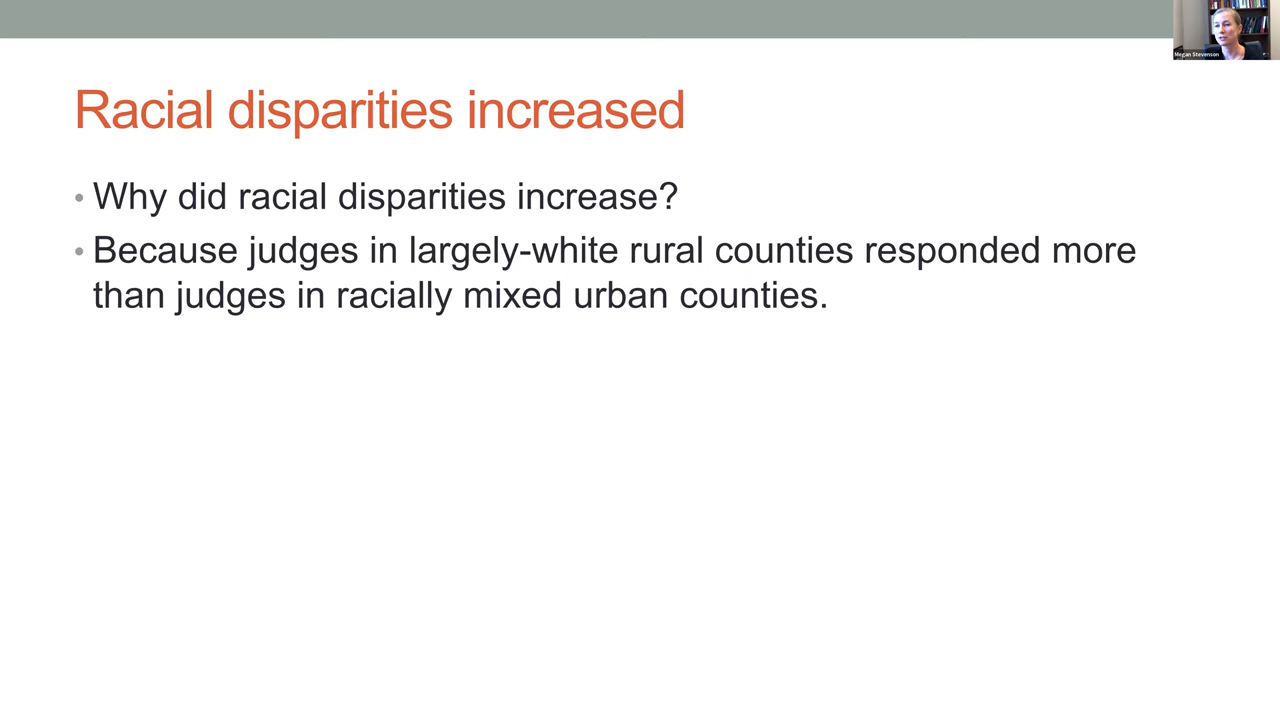 Megan Stevenson
Racial disparities increased
• Why did racial disparities increase?
• Because judges in largely-white rural counties responded more
than judges in racially mixed urban counties.